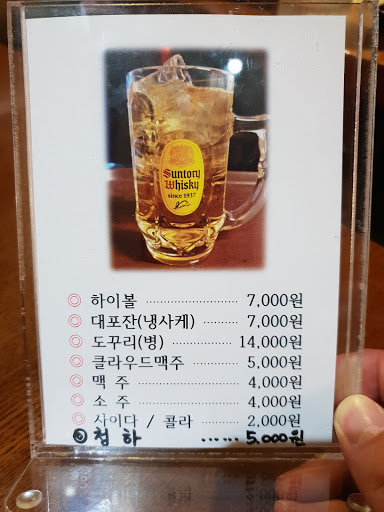 Suntory
Whisky
since 1937
◎ 하이볼 ................ 7,000원
◎ 대포잔(냉사케) ......... 7,000원
◎ 도꾸리(병) ............ 14,000원
◎ 클라우드맥주 ........... 5,000원
◎ 맥 주 ................ 4,000원
◎ 소 주 ................ 4,000원
◎ 사이다 / 콜라 .......... 2,000원
◎ 청 하 ...... 5.000원